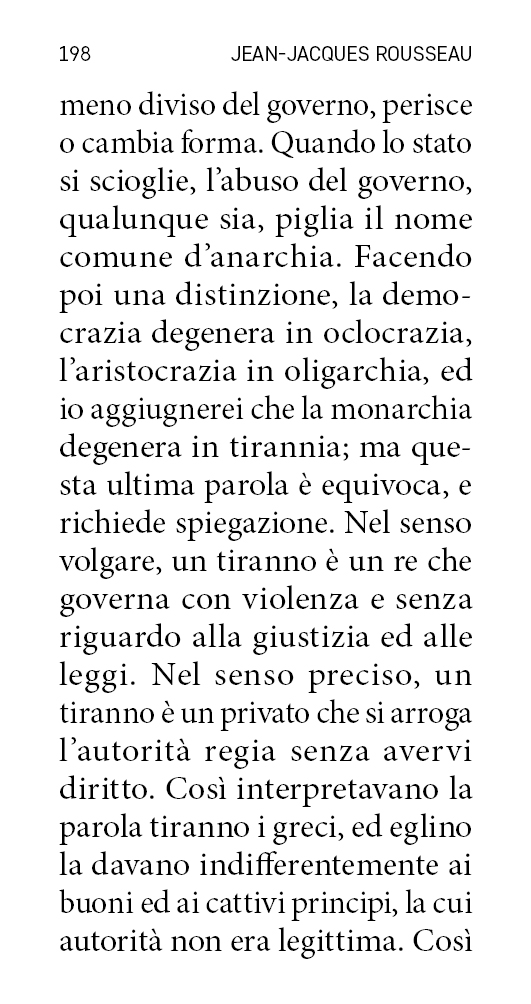 198 JEAN-JACQUES ROUSSEAU
meno diviso del governo, perisce
o cambia forma. Quando lo stato
si scioglie, l’abuso del governo,
qualunque sia, piglia il nome
comune d’anarchia. Facendo
poi una distinzione, la demo-
crazia degenera in oclocrazia,
l’aristocrazia in oligarchia, ed
io aggiugnerei che la monarchia
degenera in tirannia; ma que-
sta ultima parola è equivoca, e
richiede spiegazione. Nel senso
volgare, un tiranno è un re che
governa con violenza e senza
riguardo alla giustizia ed alle
leggi. Nel senso preciso, un
tiranno è un privato che si arroga
l’autorità regia senza avervi
diritto. Così interpretavano la
parola tiranno i greci, ed eglino
la davano indifferentemente ai
buoni ed ai cattivi principi, la cui
autorità non era legittima. Così